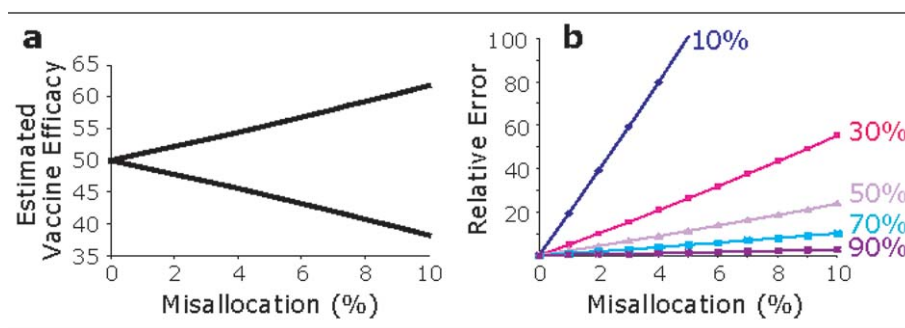 a
Estimated
Vaccine Efficacy
65
60
55
50
45
40
35
0 2 4 6 8 10
Misallocation (%)
b
Relative Error
100
80
60
40
20
0 2 4 6 8 10
Misallocation (%)
10%
30%
50%
70%
90%